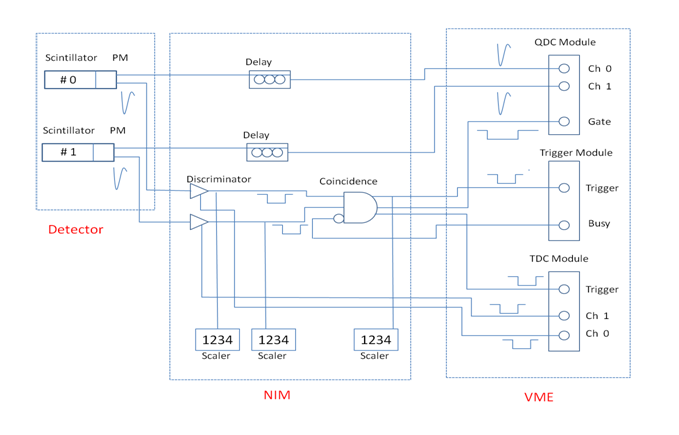 Scintillator PM
# 0
Scintillator PM
# 1
Detector
Delay
Delay
Discriminator
Coincidence
1234
Scaler
1234
Scaler
1234
Scaler
NIM
QDC Module
Ch 0
Ch 1
Gate
Trigger Module
Trigger
Busy
TDC Module
Trigger
Ch 1
Ch 0
VME